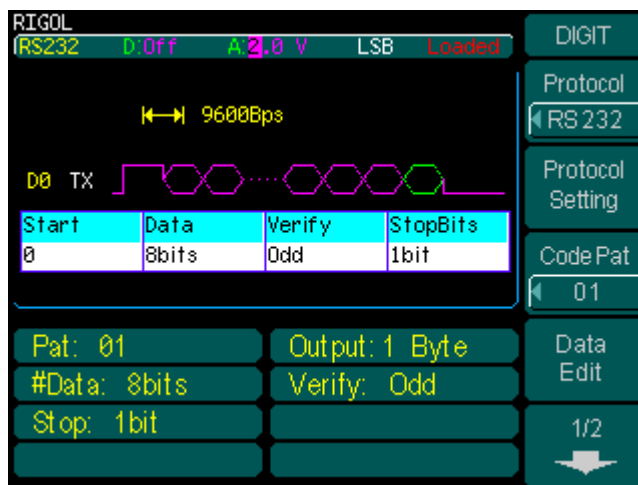 RIGOL
RS232 D:Off A:2.0 V LSB Loaded
9600Bps
D0 TX
Start Data Verify StopBits
0 8bits Odd 1bit
Pat: 01 Output: 1 Byte
#Data: 8bits Verify: Odd
Stop: 1bit
DIGIT
Protocol
RS232
Protocol
Setting
Code Pat
01
Data
Edit
1/2